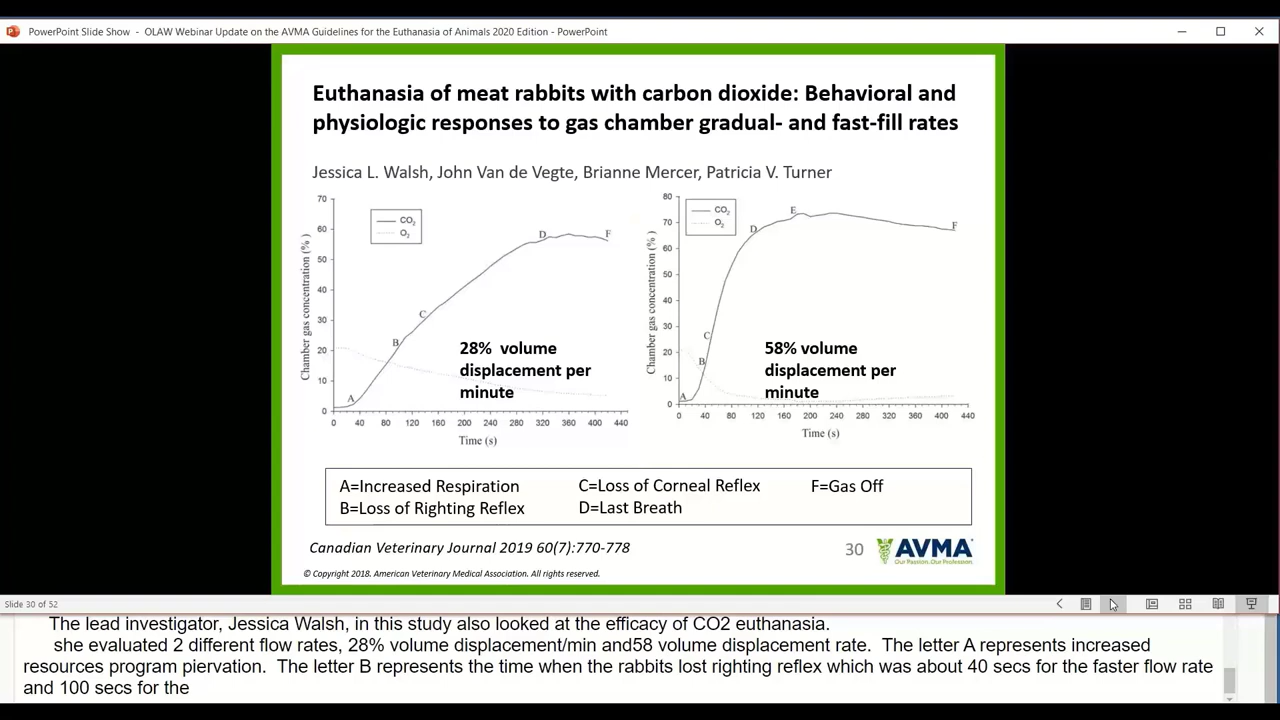 PowerPoint Slide Show - OLAW Webinar Update on the AVMA Guidelines for the Euthanasia of Animals 2020 Edition - PowerPoint
Euthanasia of meat rabbits with carbon dioxide: Behavioral and
physiologic responses to gas chamber gradual- and fast-fill rates
Jessica L. Walsh, John Van de Vegte, Brianne Mercer, Patricia V. Turner
Chamber gas concentration (%)
70
60
50
40
30
20
10
0
CO2
O2
A
B
C
D
F
28% volume
displacement per
minute
0 40 80 120 160 200 240 280 320 360 400 440
Time (s)
Chamber gas concentration (%)
80
70
60
50
40
30
20
10
0
CO2
O2
A
B
C
D
E
F
58% volume
displacement per
minute
0 40 80 120 160 200 240 280 320 360 400 440
Time (s)
A=Increased Respiration C=Loss of Corneal Reflex F=Gas Off
B=Loss of Righting Reflex D=Last Breath
Canadian Veterinary Journal 2019 60(7):770-778
30
AVMA
Our Passion. Our Profession.
© Copyright 2018. American Veterinary Medical Association. All rights reserved.
Slide 30 of 52
The lead investigator, Jessica Walsh, in this study also looked at the efficacy of CO2 euthanasia.
she evaluated 2 different flow rates, 28% volume displacement/min and58 volume displacement rate. The letter A represents increased
resources program piervation. The letter B represents the time when the rabbits lost righting reflex which was about 40 secs for the faster flow rate
and 100 secs for the